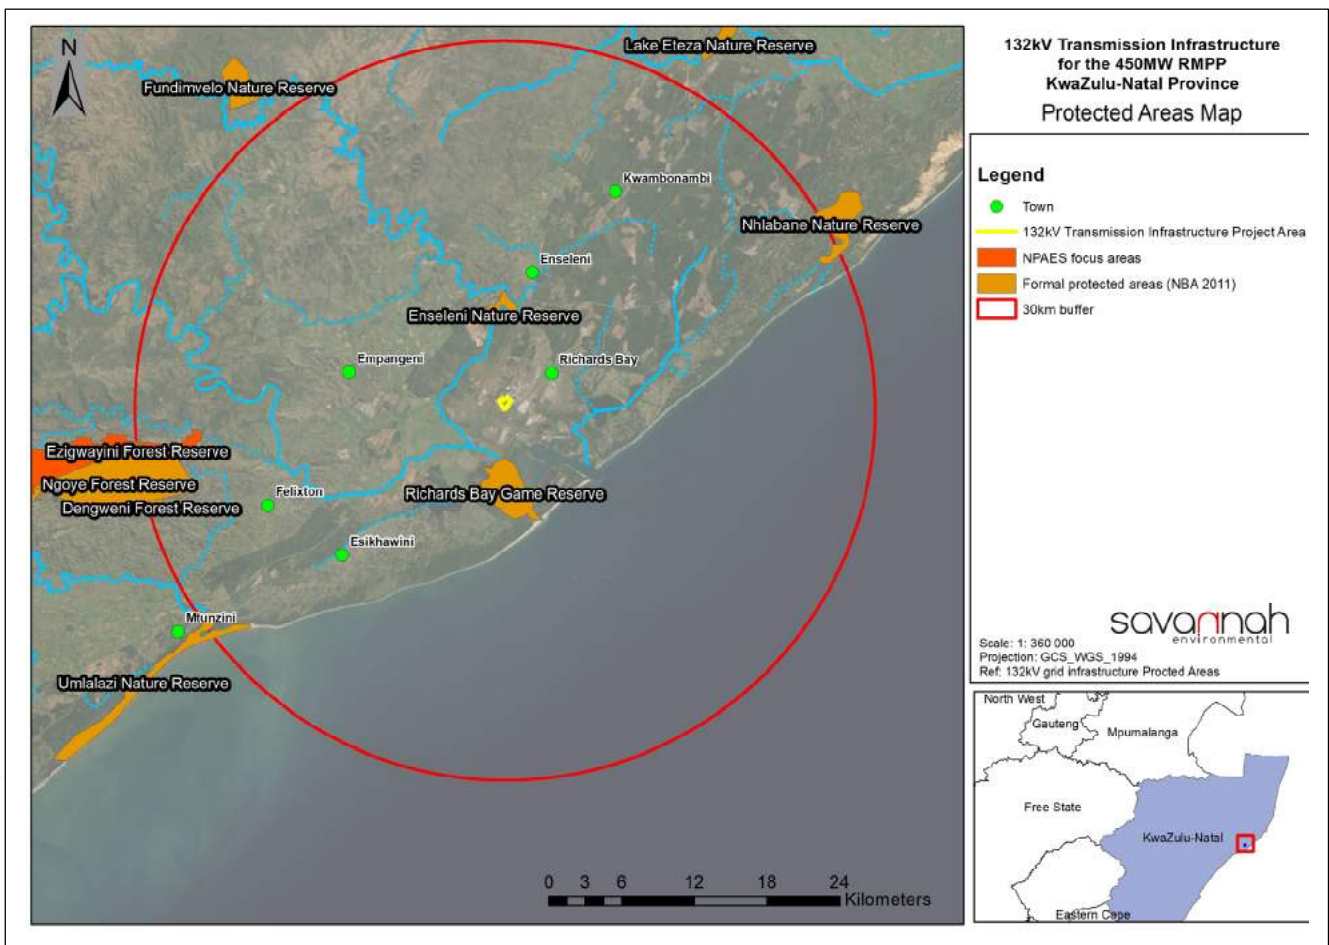 132kV Transmission Infrastructure
for the 450MW RMPP
KwaZulu-Natal Province
Protected Areas Map
N
Lake Eteza Nature Reserve
Fundimvelo Nature Reserve
Kwambonambi
Nhlabane Nature Reserve
Enseleni
Enseleni Nature Reserve
Empangeni
Richards Bay
Ezigwayini Forest Reserve
Ngoye Forest Reserve
Dengweni Forest Reserve
Felixton
Richards Bay Game Reserve
Esikhawini
Mtunzini
Umlalazi Nature Reserve
0 3 6 12 18 24
Kilometers
Legend
Town
132kV Transmission Infrastructure Project Area
NPAES focus areas
Formal protected areas (NBA 2011)
30km buffer
savannah
environmental
Scale: 1: 360 000
Projection: GCS_WGS_1994
Ref: 132kV grid infrastructure Procted Areas
North West
Gauteng
Mpumalanga
Free State
KwaZulu-Natal
Eastern Cape